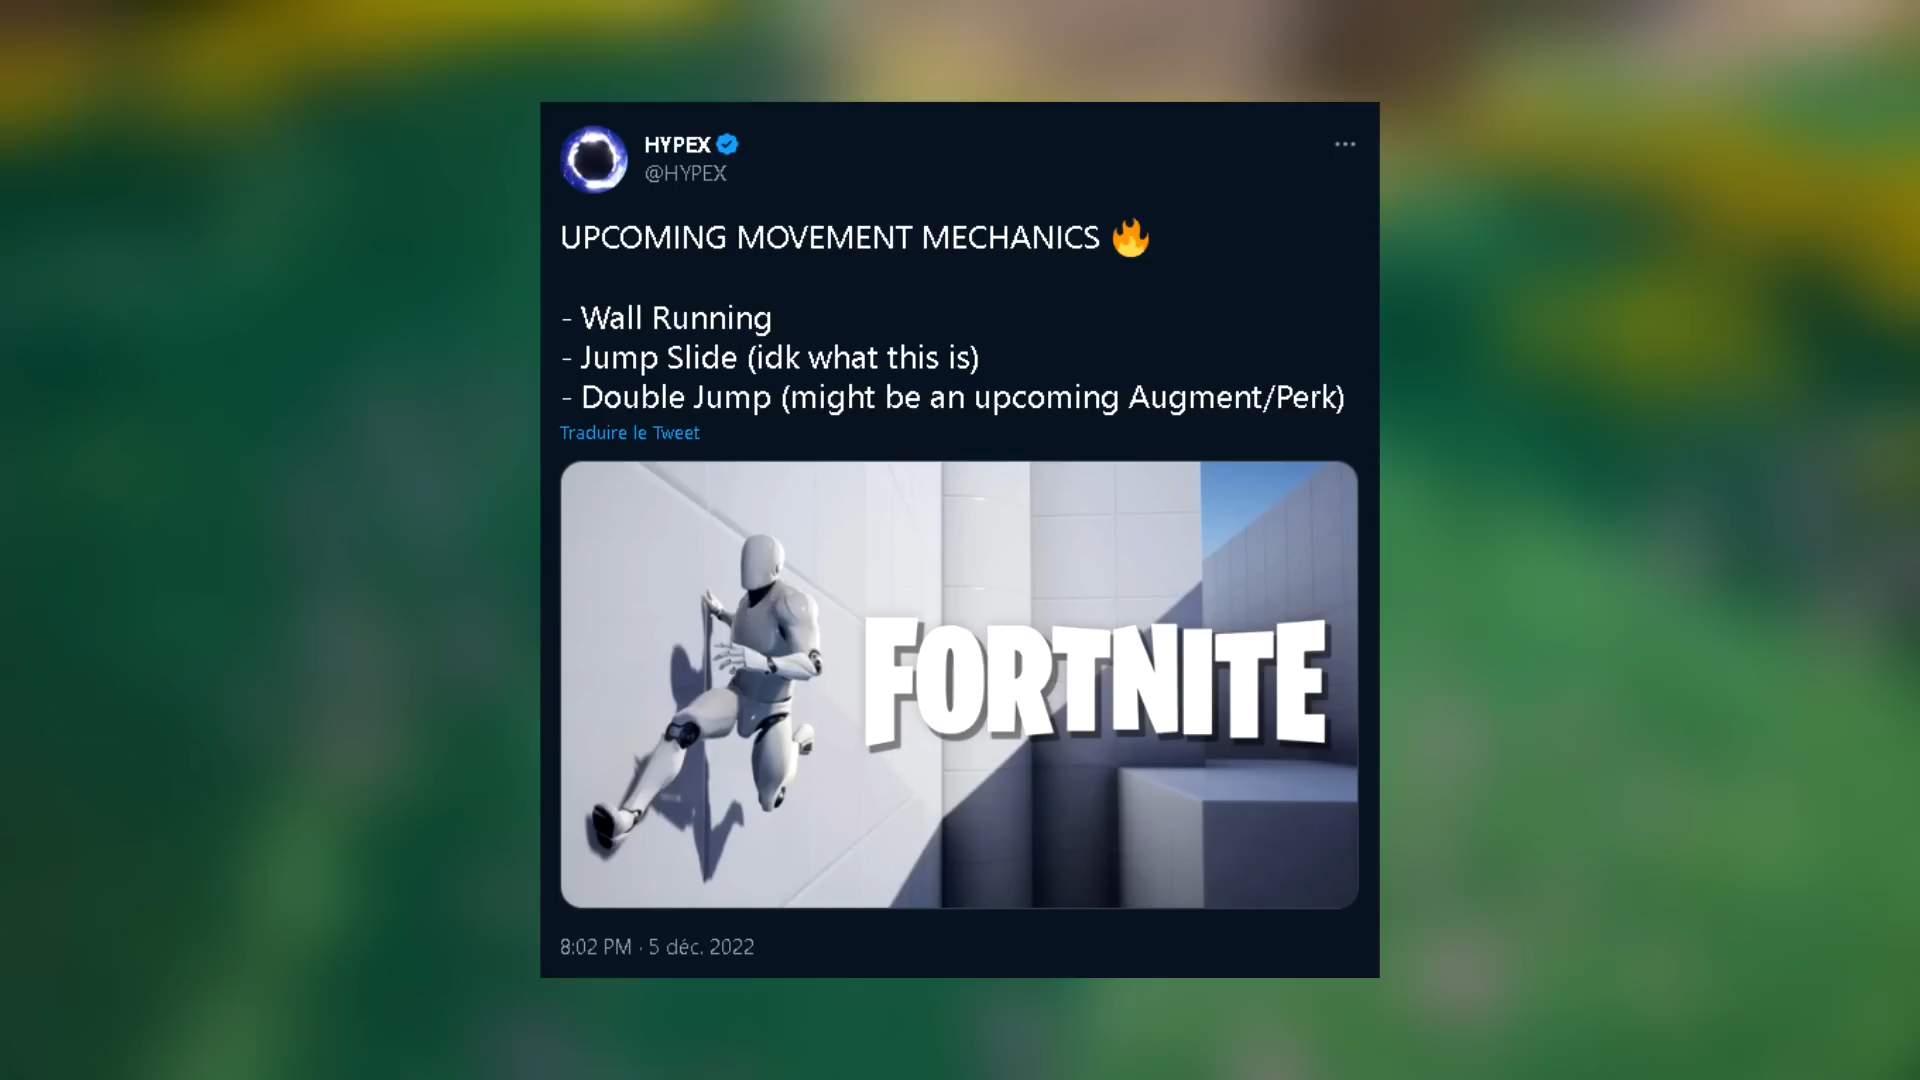 HYPEX
@HYPEX
UPCOMING MOVEMENT MECHANICS 🔥
- Wall Running
- Jump Slide (idk what this is)
- Double Jump (might be an upcoming Augment/Perk)
Traduire le Tweet
FORTNITE
8:02 PM · 5 déc. 2022